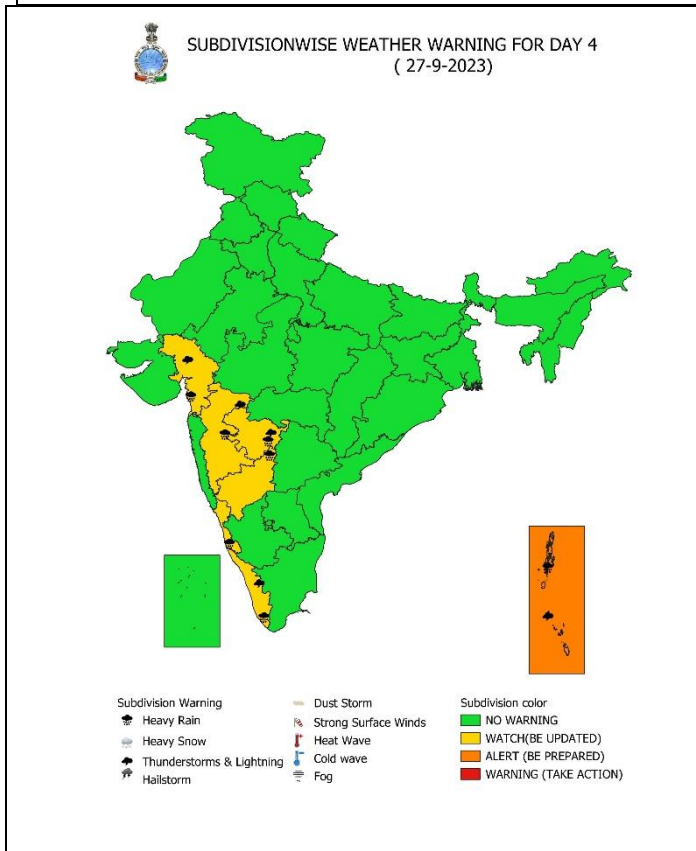 SUBDIVISIONWISE WEATHER WARNING FOR DAY 4
( 27-9-2023)
Subdivision Warning
Heavy Rain
Heavy Snow
Thunderstorms & Lightning
Hailstorm
Dust Storm
Strong Surface Winds
Heat Wave
Cold wave
Fog
Subdivision color
NO WARNING
WATCH(BE UPDATED)
ALERT (BE PREPARED)
WARNING (TAKE ACTION)